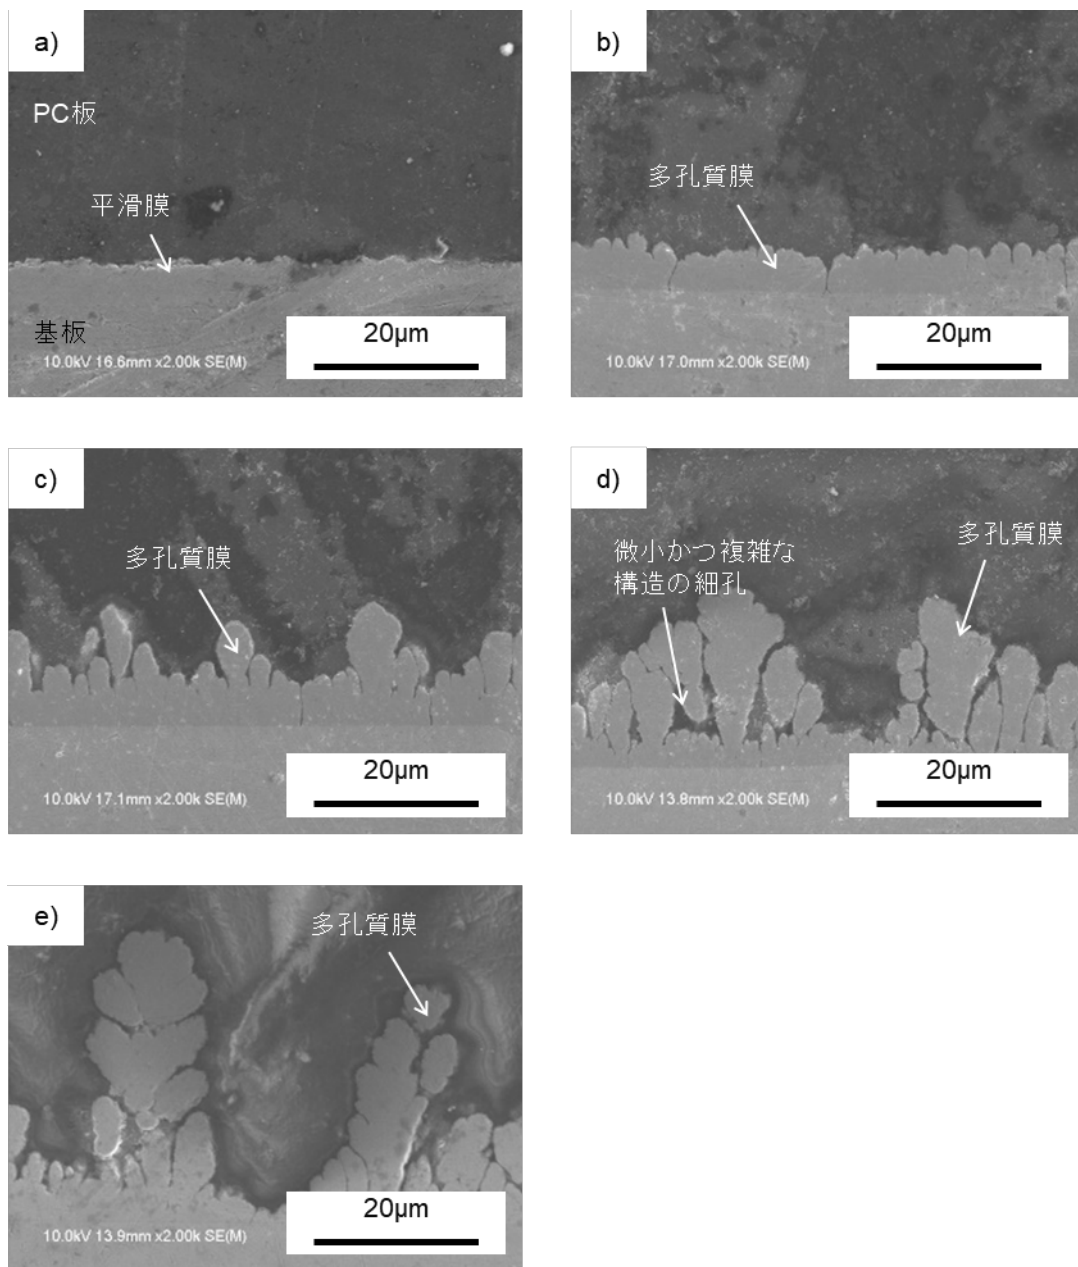 a)
PC板
平滑膜
基板
20μm
10.0kV 16.6mm x2.00k SE(M)
b)
多孔質膜
20μm
10.0kV 17.0mm x2.00k SE(M)
c)
多孔質膜
20μm
10.0kV 17.1mm x2.00k SE(M)
d)
微小かつ複雑な
構造の細孔
多孔質膜
20μm
10.0kV 13.8mm x2.00k SE(M)
e)
多孔質膜
20μm
10.0kV 13.9mm x2.00k SE(M)